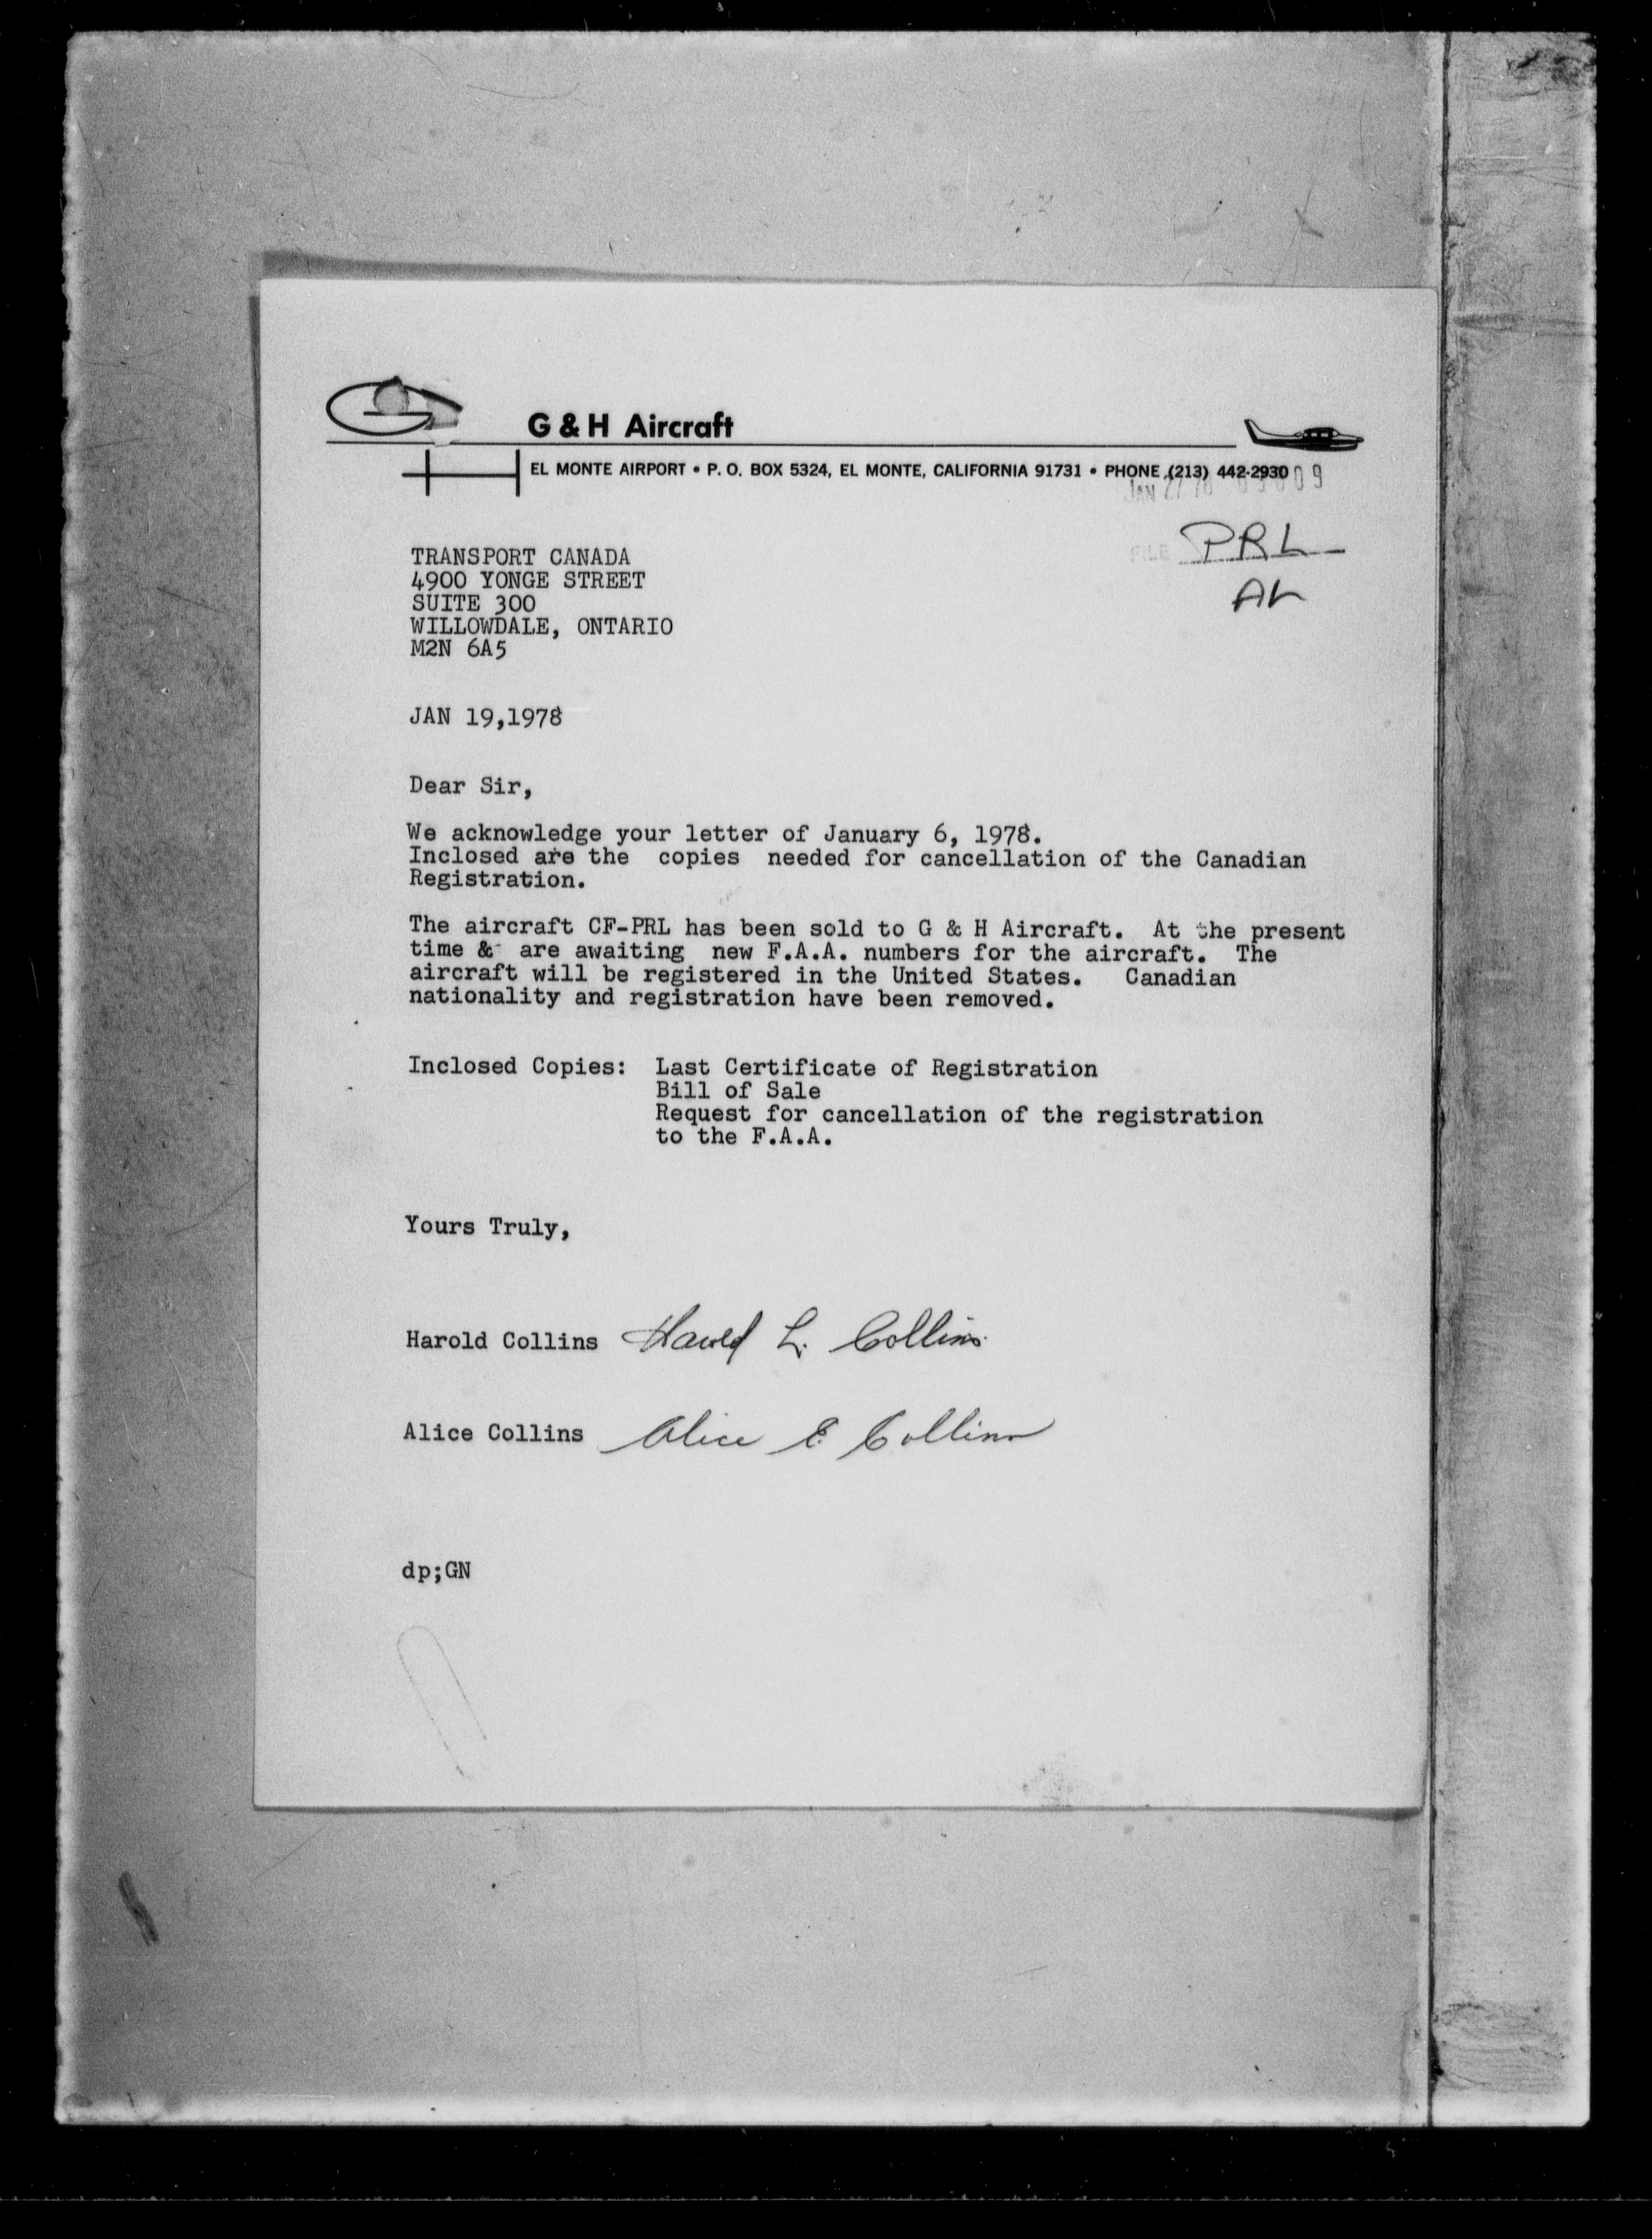 G & H Aircraft
EL MONTE AIRPORT • P. O. BOX 5324, EL MONTE, CALIFORNIA 91731 • PHONE (213) 442-2930
JAN 27 78
FILE PRL
TRANSPORT CANADA
4900 YONGE STREET
SUITE 300
WILLOWDALE, ONTARIO
M2N 6A5
JAN 19,1978
Dear Sir,
We acknowledge your letter of January 6, 1978.
Inclosed are the copies needed for cancellation of the Canadian
Registration.
The aircraft CF-PRL has been sold to G & H Aircraft. At the present
time & are awaiting new F.A.A. numbers for the aircraft. The
aircraft will be registered in the United States. Canadian
nationality and registration have been removed.
Inclosed Copies: Last Certificate of Registration
Bill of Sale
Request for cancellation of the registration
to the F.A.A.
Yours Truly,
Harold Collins Harold L. Collins
Alice Collins Alice E Collins
dp;GN